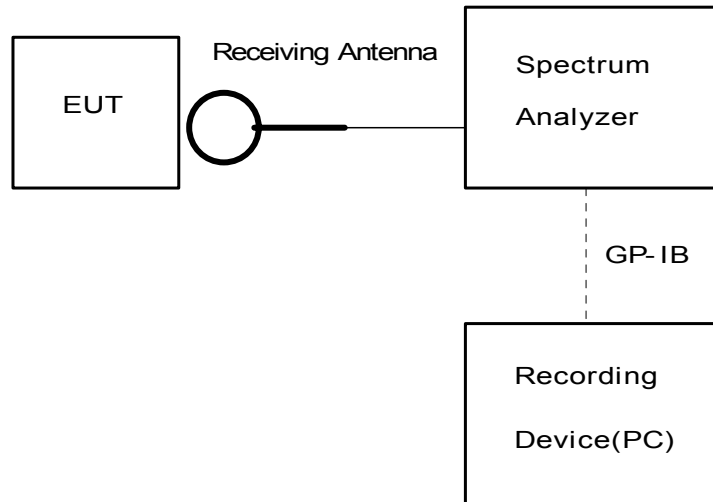 Receiving Antenna
EUT
Spectrum
Analyzer
GP-IB
Recording
Device(PC)